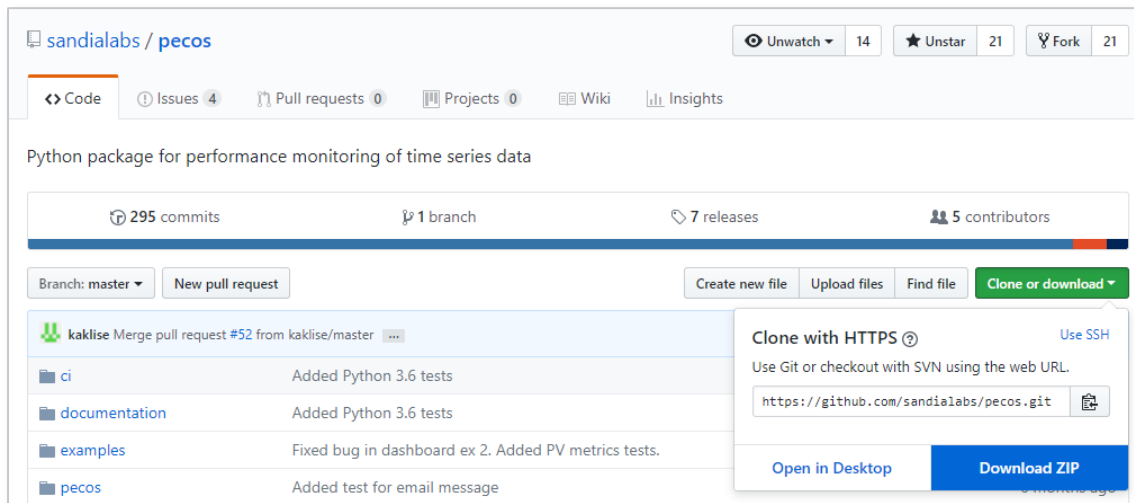 sandialabs / pecos
Unwatch 14
Unstar 21
Fork 21
Code
Issues 4
Pull requests 0
Projects 0
Wiki
Insights
Python package for performance monitoring of time series data
295 commits
1 branch
7 releases
5 contributors
Branch: master
New pull request
Create new file
Upload files
Find file
Clone or download
kaklise Merge pull request #52 from kaklise/master ...
ci Added Python 3.6 tests
documentation Added Python 3.6 tests
examples Fixed bug in dashboard ex 2. Added PV metrics tests.
pecos Added test for email message
Clone with HTTPS ?
Use SSH
Use Git or checkout with SVN using the web URL.
https://github.com/sandialabs/pecos.git
Open in Desktop
Download ZIP